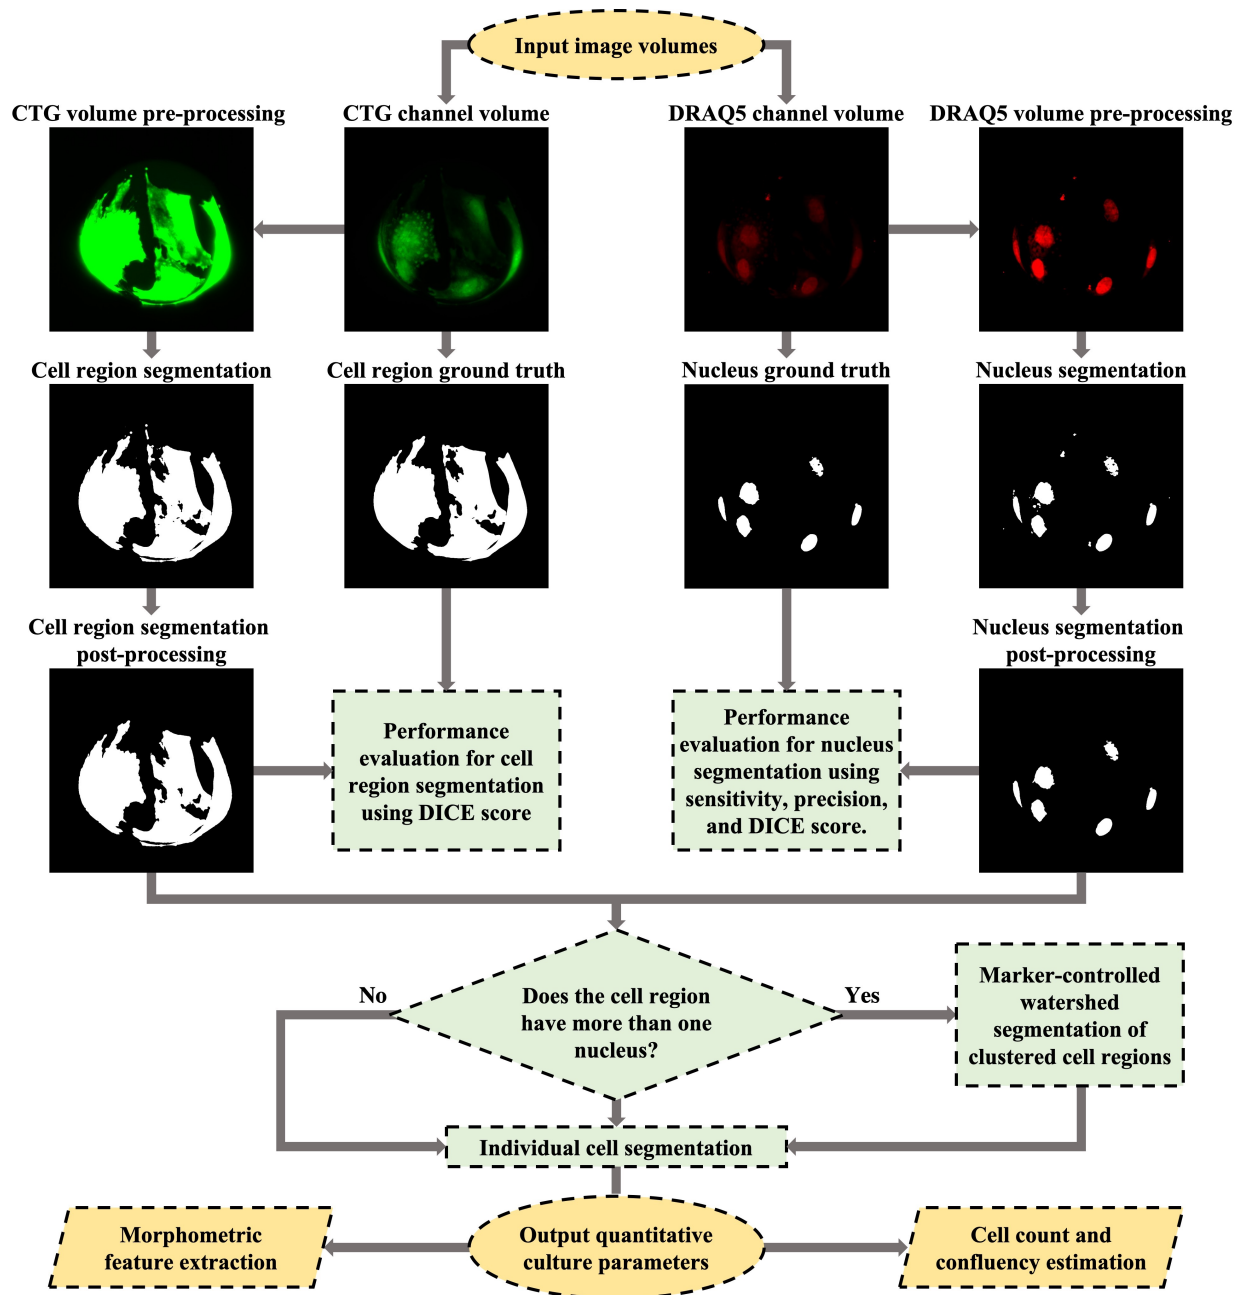 Input image volumes
CTG volume pre-processing
CTG channel volume
DRAQ5 channel volume
DRAQ5 volume pre-processing
Cell region segmentation
Cell region ground truth
Nucleus ground truth
Nucleus segmentation
Cell region segmentation
post-processing
Nucleus segmentation
post-processing
Performance
evaluation for cell
region segmentation
using DICE score
Performance
evaluation for nucleus
segmentation using
sensitivity, precision,
and DICE score.
No
Does the cell region
have more than one
nucleus?
Yes
Marker-controlled
watershed
segmentation of
clustered cell regions
Individual cell segmentation
Morphometric
feature extraction
Output quantitative
culture parameters
Cell count and
confluency estimation